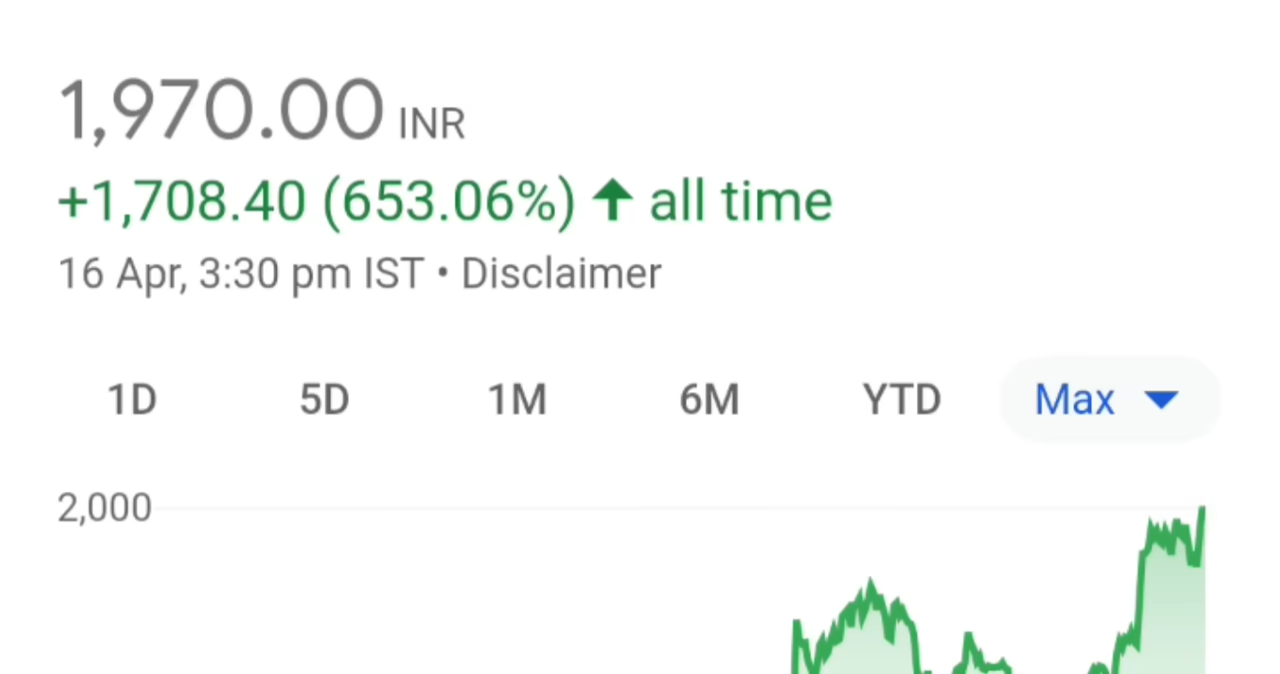 1,970.00 INR
+1,708.40 (653.06%) ↑ all time
16 Apr, 3:30 pm IST • Disclaimer
1D 5D 1M 6M YTD Max
2,000